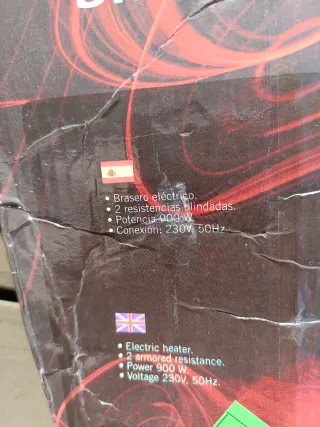 • Brasero eléctrico.
• 2 resistencias blindadas.
• Potencia 900 W.
• Conexión: 230V, 50Hz.
• Electric heater.
• 2 armored resistance.
• Power 900 W.
• Voltage 230V, 50Hz.